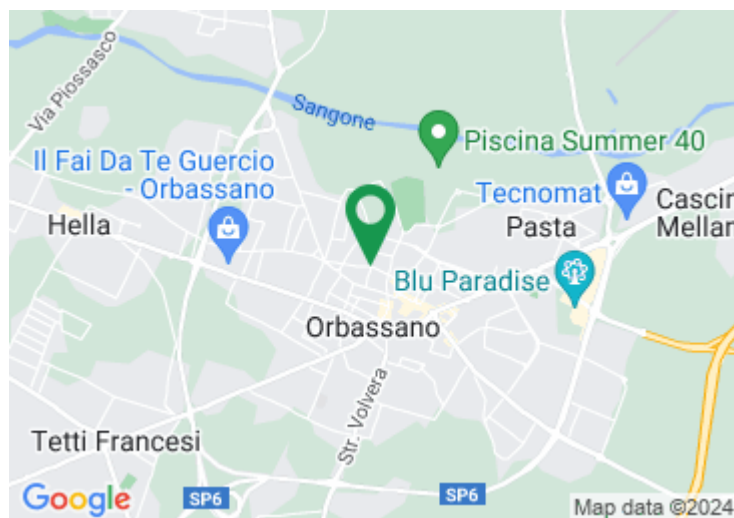 Via Piossasco
Sangone
Piscina Summer 40
Il Fai Da Te Guercio
- Orbassano
Tecnomat
Cascin
Mellar
Hella
Pasta
Blu Paradise
Orbassano
Str. Volvera
Tetti Francesi
Google
SP6
SP6
Map data ©2024